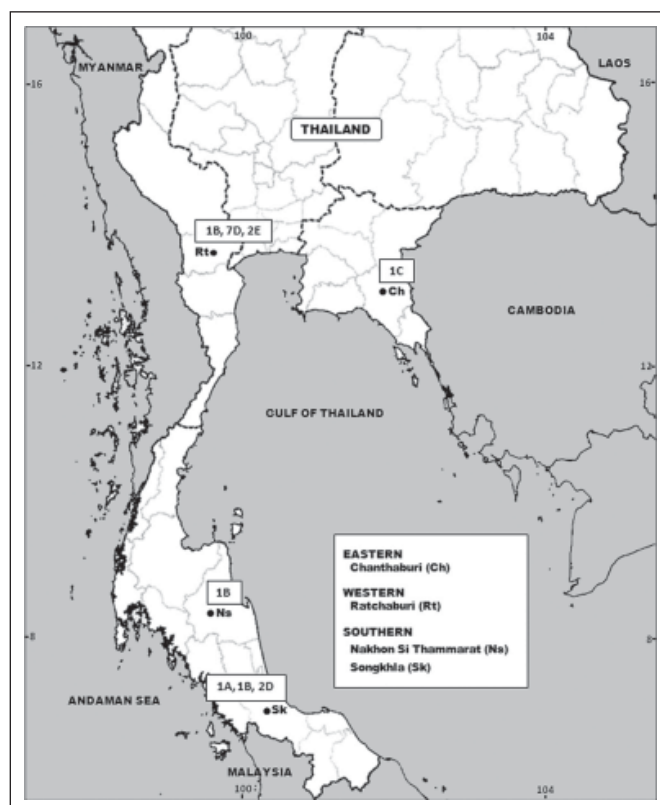 100
104
MYANMAR
LAOS
16
16
THAILAND
1B, 7D, 2E
Rt
1C
Ch
CAMBODIA
12
12
GULF OF THAILAND
EASTERN
Chanthaburi (Ch)
WESTERN
Ratchaburi (Rt)
SOUTHERN
Nakhon Si Thammarat (Ns)
Songkhla (Sk)
1B
Ns
8
8
1A, 1B, 2D
Sk
ANDAMAN SEA
MALAYSIA
100
104